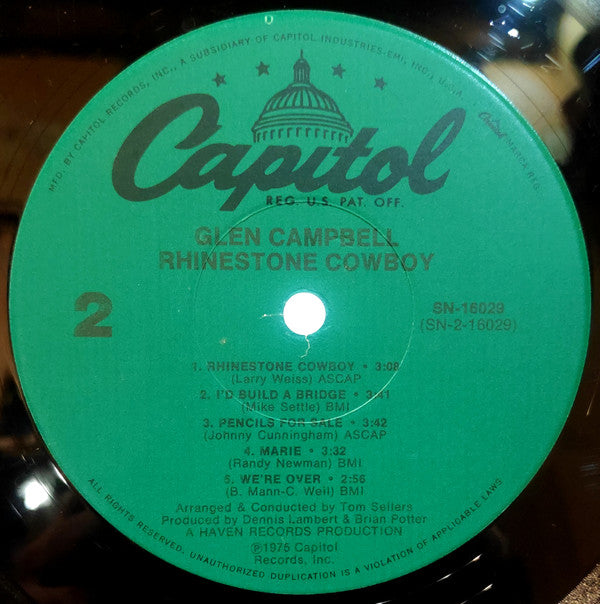 MFD. BY CAPITOL RECORDS, INC., A SUBSIDIARY OF CAPITOL INDUSTRIES-EMI, INC., U.S.A.
Capitol MARCA REG.
Capitol
REG. U.S. PAT. OFF.
GLEN CAMPBELL
RHINESTONE COWBOY
2
SN-16029
(SN-2-16029)
1. RHINESTONE COWBOY • 3:08
(Larry Weiss) ASCAP
2. I'D BUILD A BRIDGE • 3:41
(Mike Settle) BMI
3. PENCILS FOR SALE • 3:42
(Johnny Cunningham) ASCAP
4. MARIE • 3:32
(Randy Newman) BMI
5. WE'RE OVER • 2:56
(B. Mann-C. Weil) BMI
Arranged & Conducted by Tom Sellers
Produced by Dennis Lambert & Brian Potter
A HAVEN RECORDS PRODUCTION
℗1975 Capitol
Records, Inc.
ALL RIGHTS RESERVED. UNAUTHORIZED DUPLICATION IS A VIOLATION OF APPLICABLE LAWS